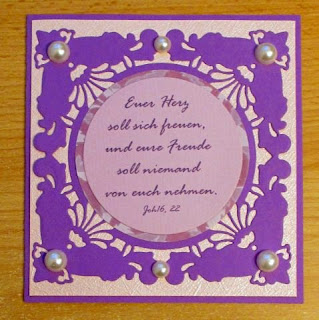 Euer Herz
soll sich freuen,
und eure Freude
soll niemand
von euch nehmen.
Joh16, 22